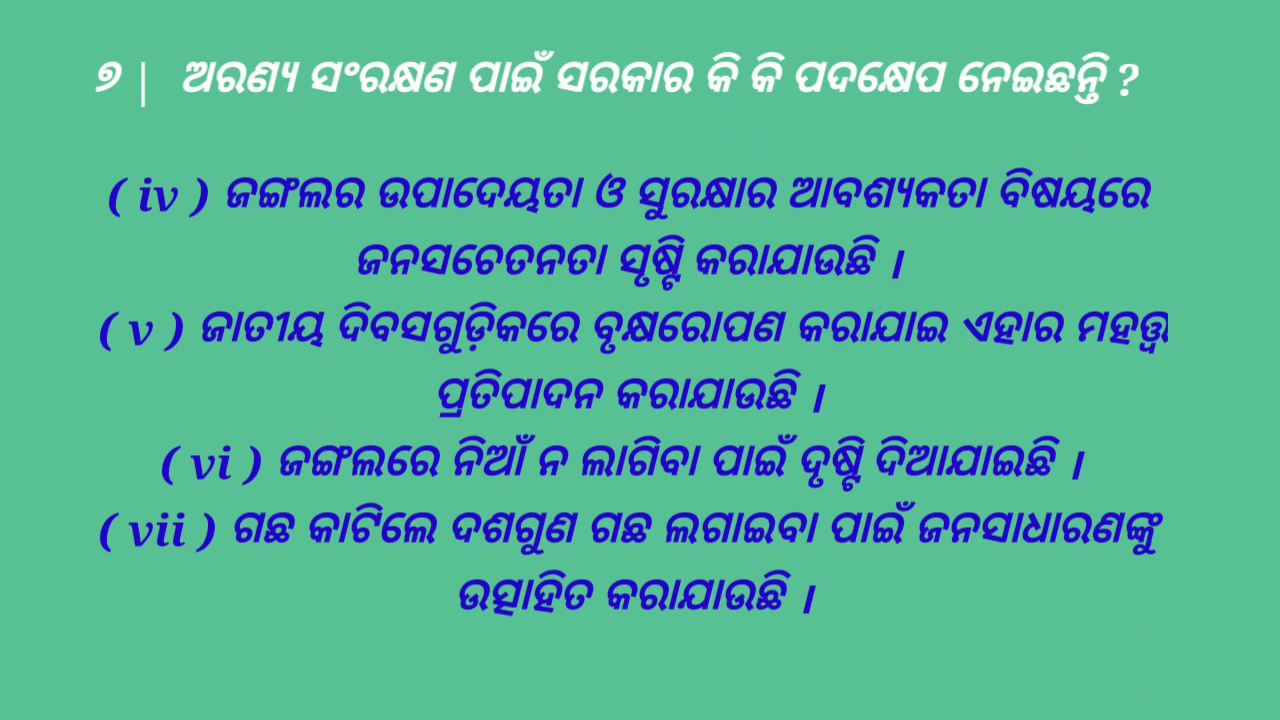 ୭ | ଅରଣ୍ୟ ସଂରକ୍ଷଣ ପାଇଁ ସରକାର କି କି ପଦକ୍ଷେପ ନେଇଛନ୍ତି ?
( iv ) ଜଙ୍ଗଲର ଉପାଦେୟତା ଓ ସୁରକ୍ଷାର ଆବଶ୍ୟକତା ବିଷୟରେ
ଜନସଚେତନତା ସୃଷ୍ଟି କରାଯାଉଛି ।
( v ) ଜାତୀୟ ଦିବସଗୁଡ଼ିକରେ ବୃକ୍ଷରୋପଣ କରାଯାଇ ଏହାର ମହତ୍ତ୍ୱ
ପ୍ରତିପାଦନ କରାଯାଉଛି ।
( vi ) ଜଙ୍ଗଲରେ ନିଆଁ ନ ଲାଗିବା ପାଇଁ ଦୃଷ୍ଟି ଦିଆଯାଇଛି ।
( vii ) ଗଛ କାଟିଲେ ଦଶଗୁଣ ଗଛ ଲଗାଇବା ପାଇଁ ଜନସାଧାରଣଙ୍କୁ
ଉତ୍ସାହିତ କରାଯାଉଛି ।